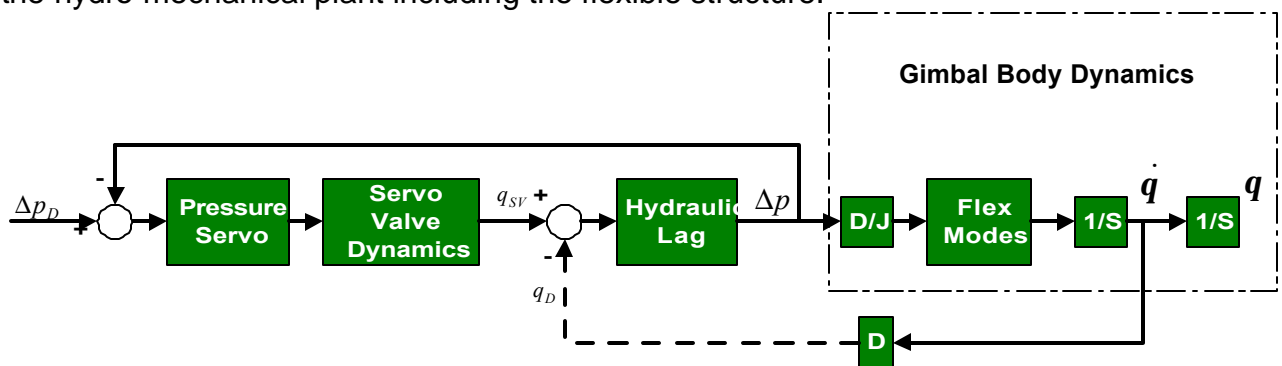 the hydro mechanical plant including the flexible structure.
Gimbal Body Dynamics
-
Δp_D
+
Pressure
Servo
Servo
Valve
Dynamics
q_SV +
-
q_D
Hydraulic
Lag
Δp
D/J
Flex
Modes
1/S
q̇
1/S
q
D